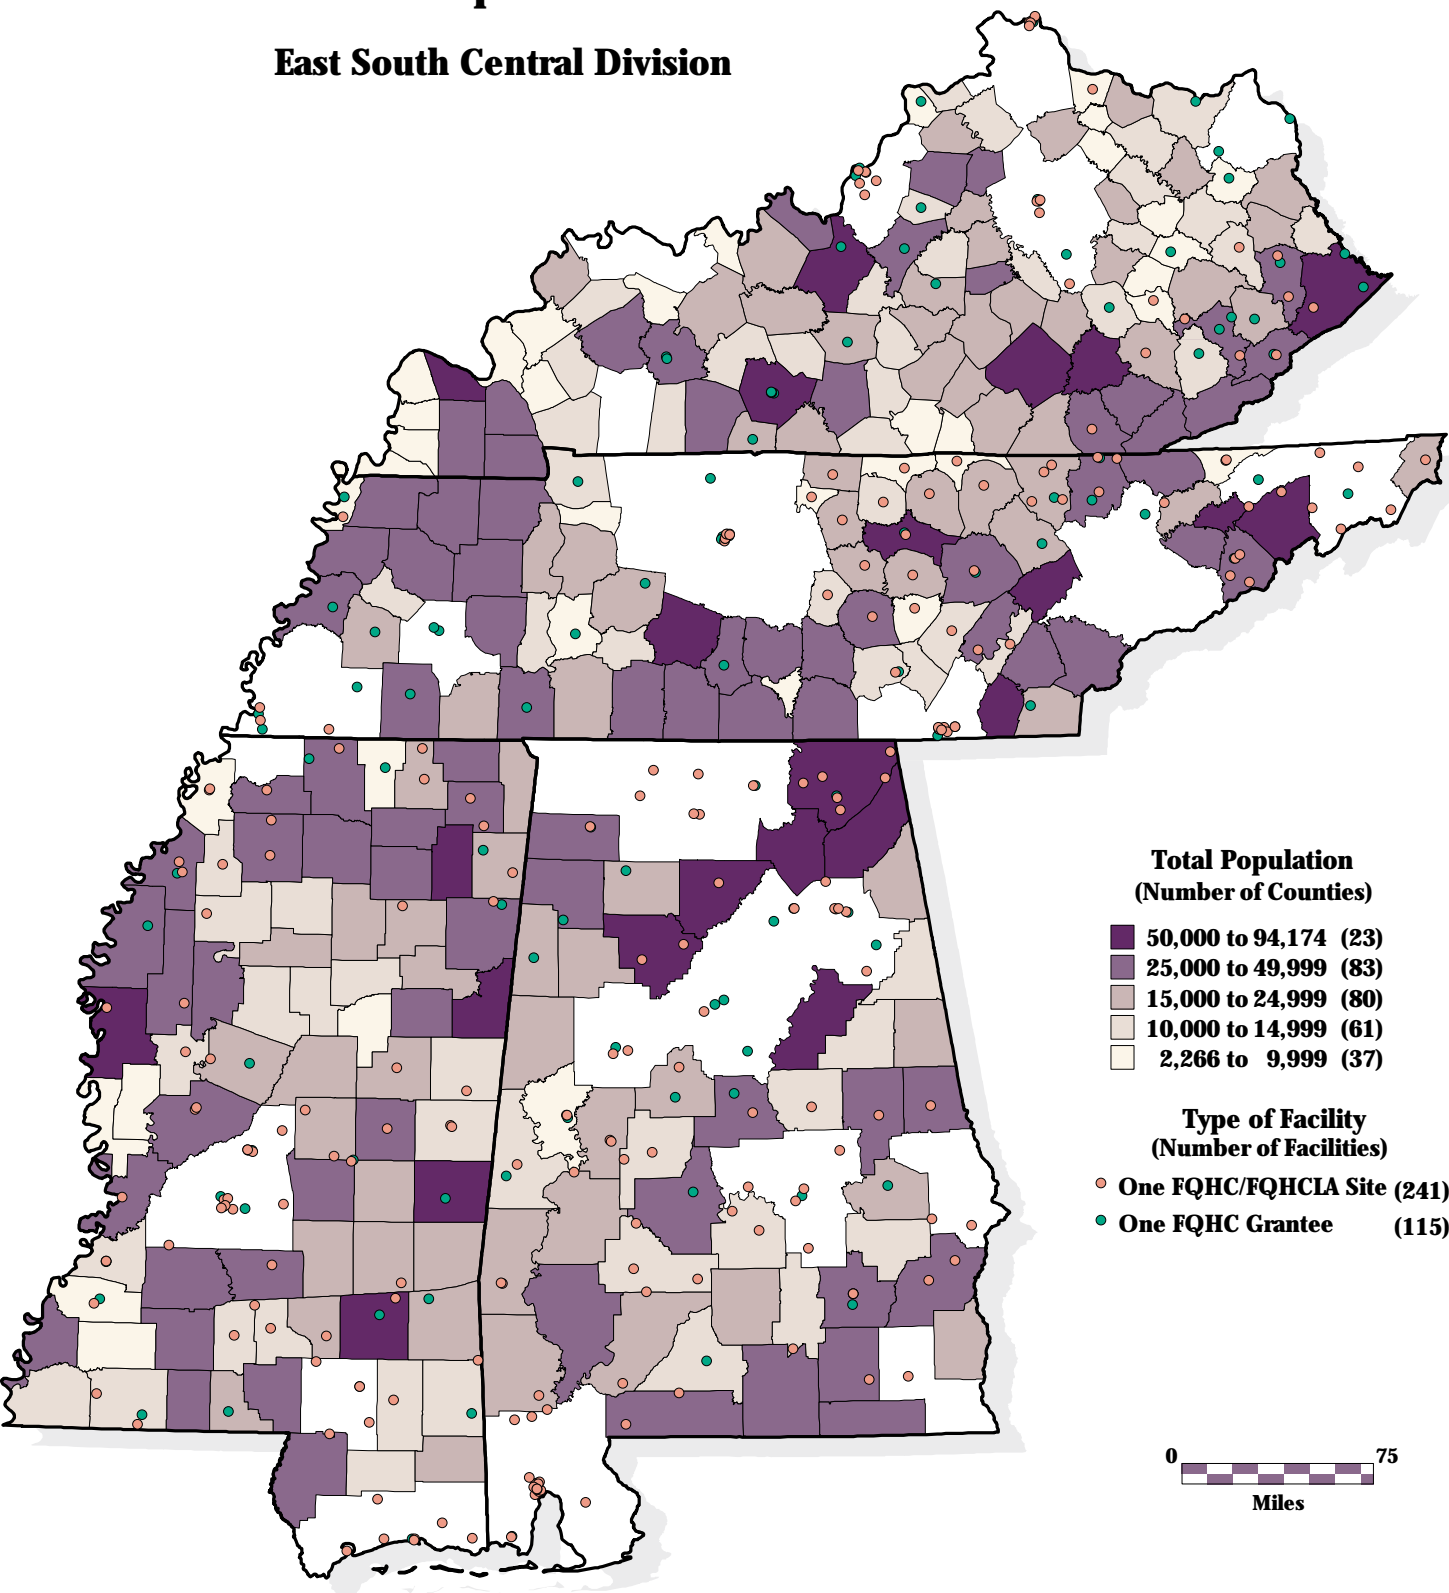 East South Central Division
Total Population
(Number of Counties)
50,000 to 94,174 (23)
25,000 to 49,999 (83)
15,000 to 24,999 (80)
10,000 to 14,999 (61)
2,266 to 9,999 (37)
Type of Facility
(Number of Facilities)
One FQHC/FQHCLA Site (241)
One FQHC Grantee (115)
0 75
Miles